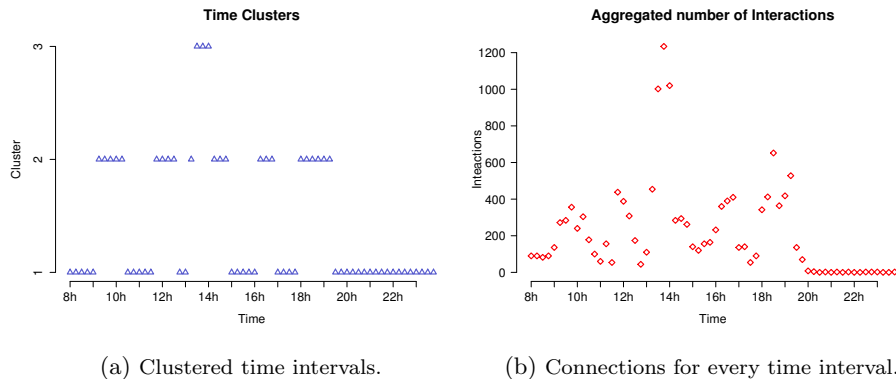 Time Clusters
Cluster
3
2
1
8h 10h 12h 14h 16h 18h 20h 22h
Time
(a) Clustered time intervals.
Aggregated number of Interactions
Inteactions
1200
1000
800
600
400
200
0
8h 10h 12h 14h 16h 18h 20h 22h
Time
(b) Connections for every time interval.